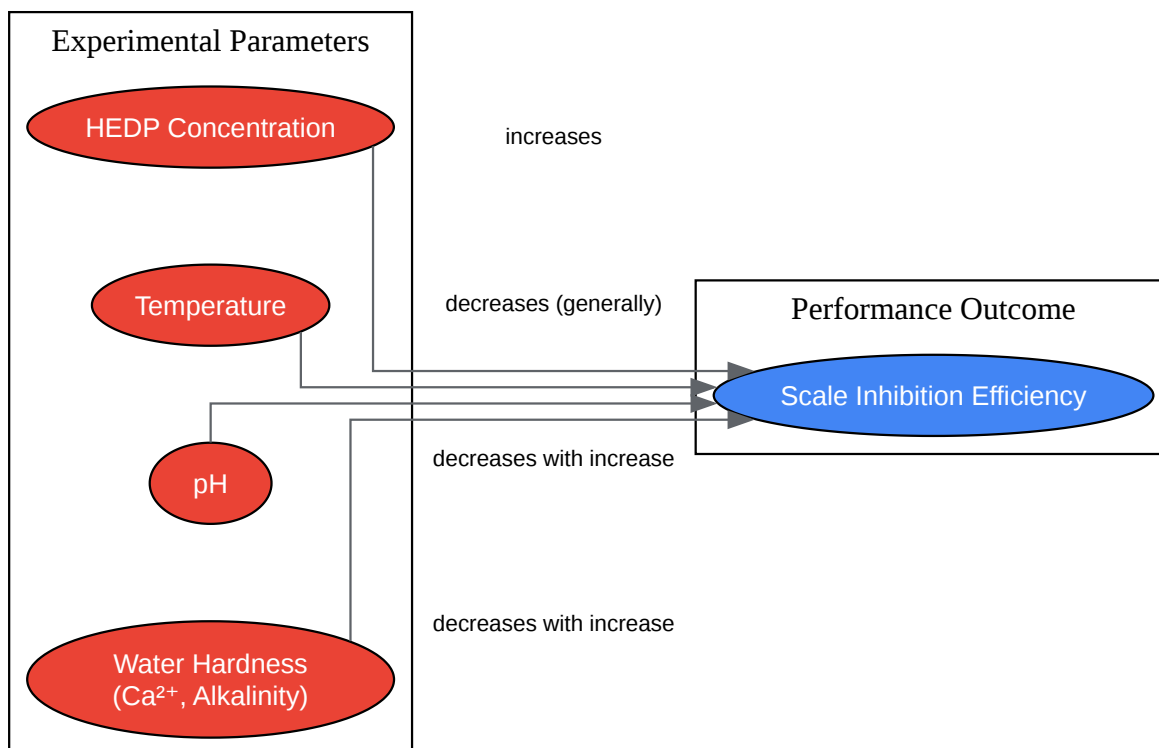 Experimental Parameters
HEDP Concentration
increases
Temperature
decreases (generally)
Performance Outcome
Scale Inhibition Efficiency
pH
decreases with increase
decreases with increase
Water Hardness
(Ca²⁺, Alkalinity)